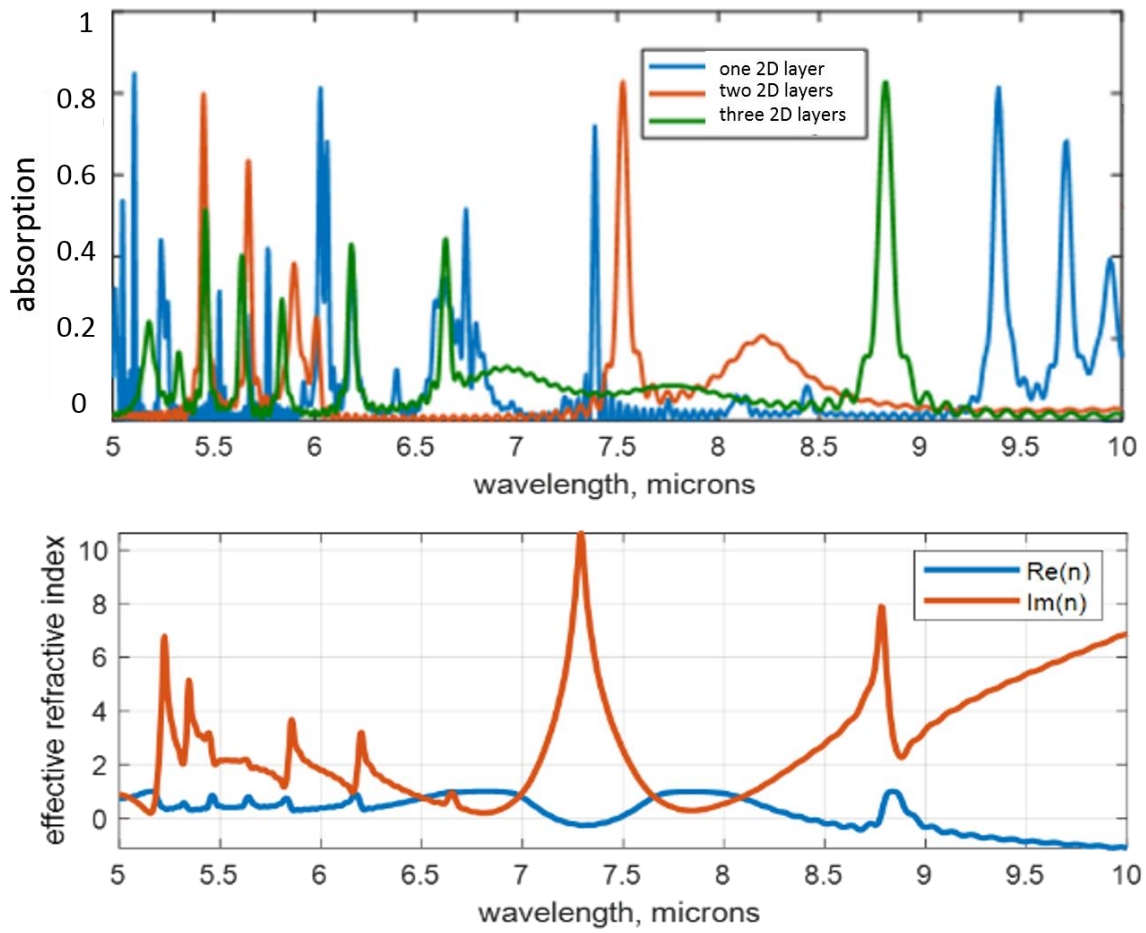 1
0.8
0.6
0.4
0.2
0
absorption
one 2D layer
two 2D layers
three 2D layers
5 5.5 6 6.5 7 7.5 8 8.5 9 9.5 10
wavelength, microns
10
8
6
4
2
0
effective refractive index
Re(n)
Im(n)
5 5.5 6 6.5 7 7.5 8 8.5 9 9.5 10
wavelength, microns